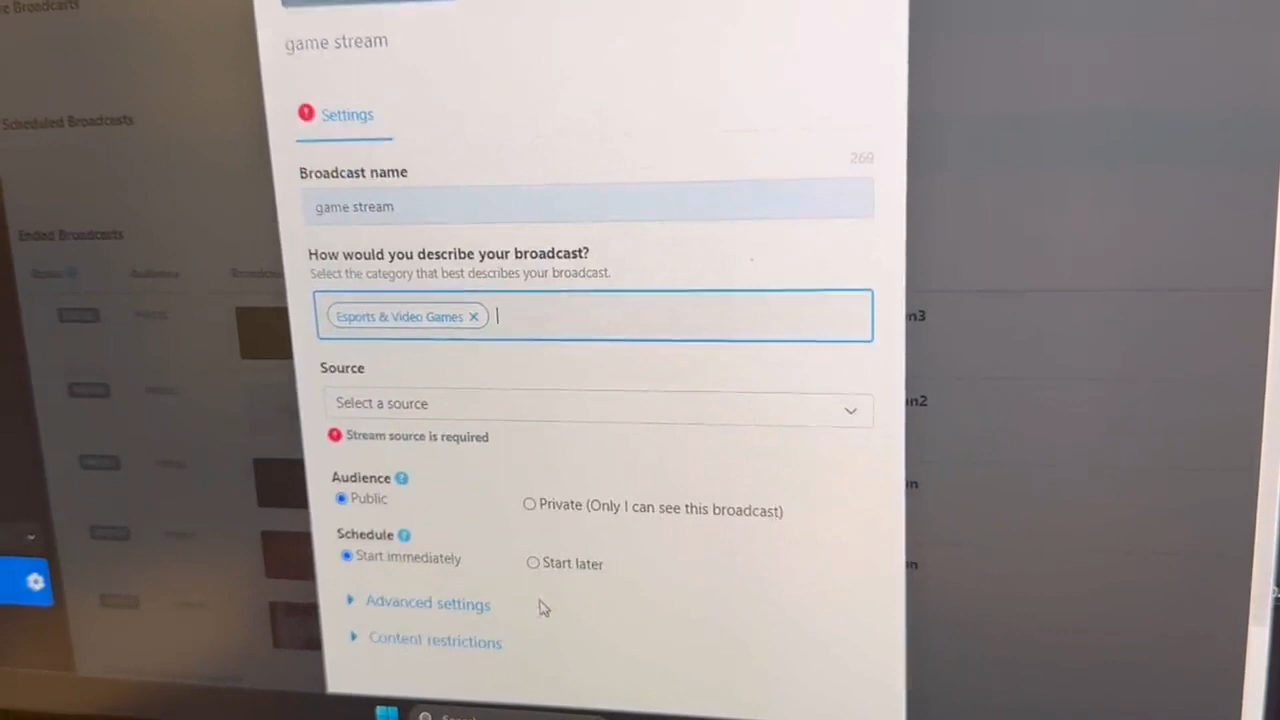 e Broadcasts
game stream
Scheduled Broadcasts
Settings
269
Broadcast name
game stream
Ended Broadcasts
How would you describe your broadcast?
Select the category that best describes your broadcast.
Esports & Video Games ×
n3
Source
Select a source
in2
Stream source is required
Audience ?
Public
Private (Only I can see this broadcast)
Schedule ?
Start immediately
Start later
Advanced settings
Content restrictions